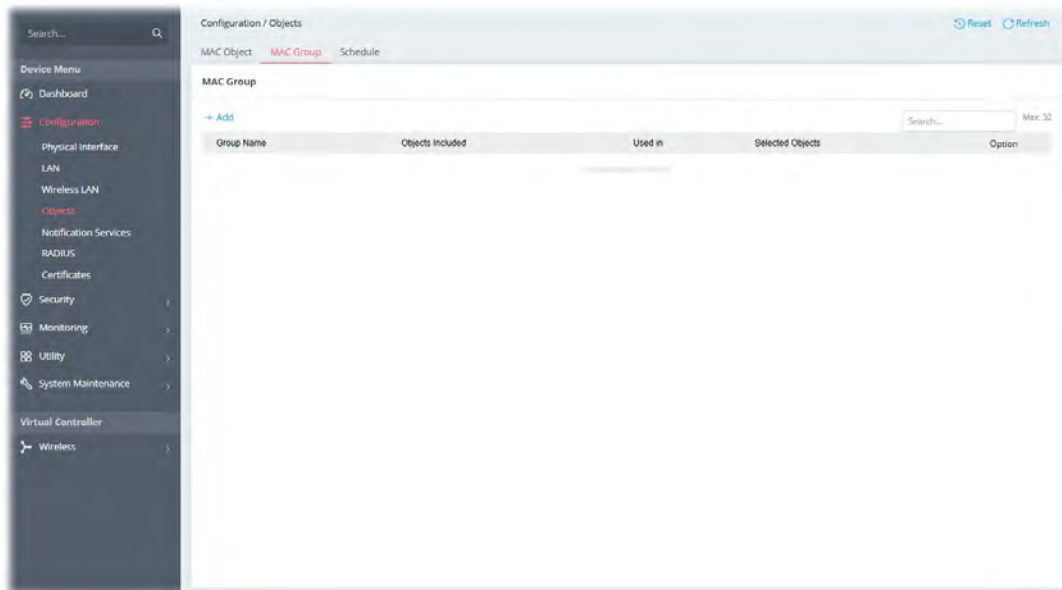 Search...
Device Menu
Dashboard
Configuration
Physical Interface
LAN
Wireless LAN
Objects
Notification Services
RADIUS
Certificates
Security
Monitoring
Utility
System Maintenance
Virtual Controller
Wireless
Configuration / Objects
Reset Refresh
MAC Object MAC Group Schedule
MAC Group
+ Add
Search...
Max: 32
Group Name Objects Included Used in Selected Objects Option